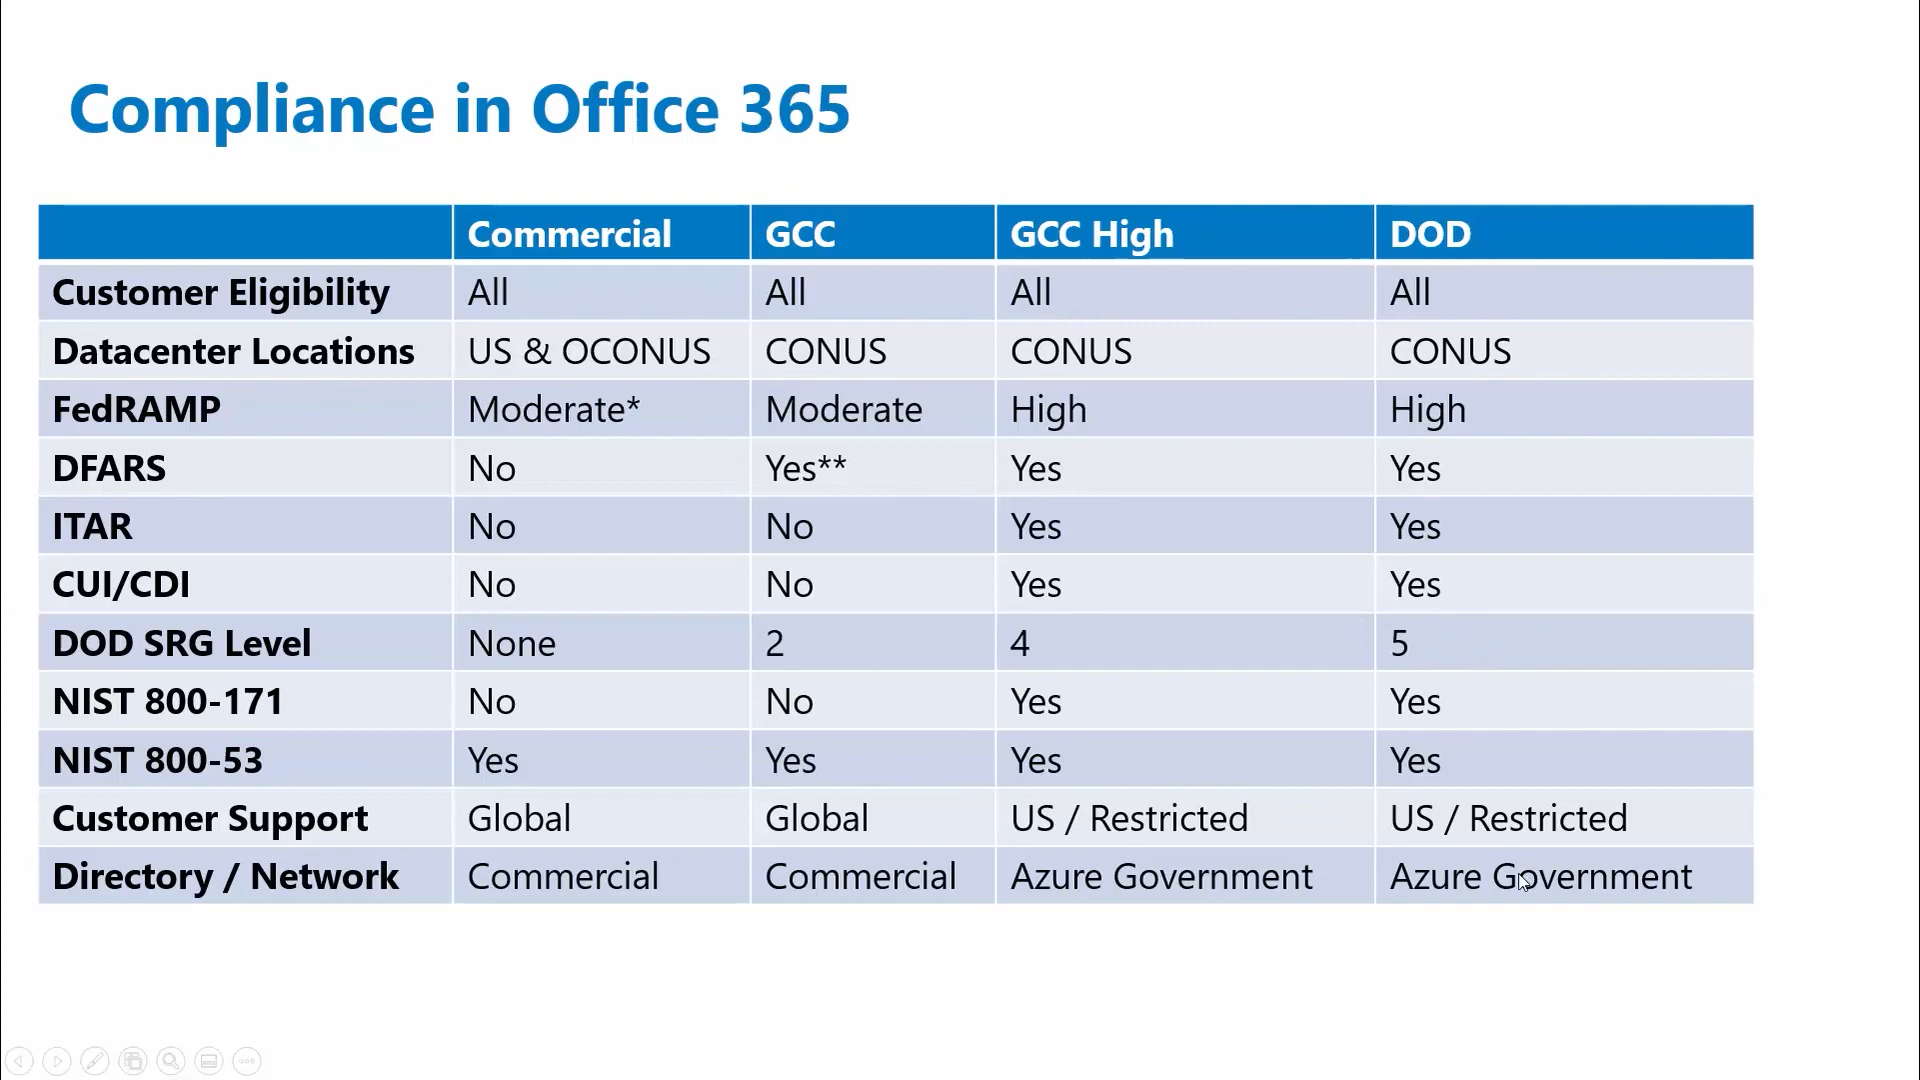 Compliance in Office 365
Commercial GCC GCC High DOD
Customer Eligibility All All All All
Datacenter Locations US & OCONUS CONUS CONUS CONUS
FedRAMP Moderate* Moderate High High
DFARS No Yes** Yes Yes
ITAR No No Yes Yes
CUI/CDI No No Yes Yes
DOD SRG Level None 2 4 5
NIST 800-171 No No Yes Yes
NIST 800-53 Yes Yes Yes Yes
Customer Support Global Global US / Restricted US / Restricted
Directory / Network Commercial Commercial Azure Government Azure Government